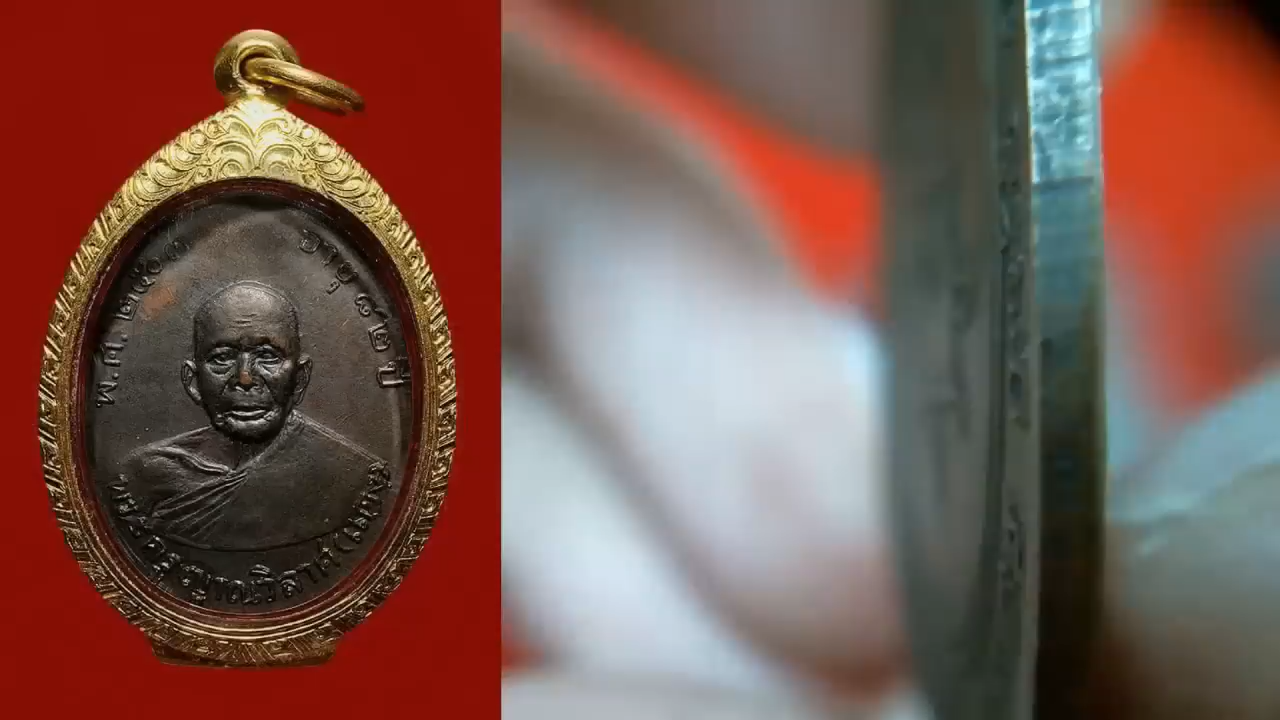 พ.ศ. ๒๕๐๓
อายุ ๘๒ ปี
พระครูญาณวิลาศ(แดง)